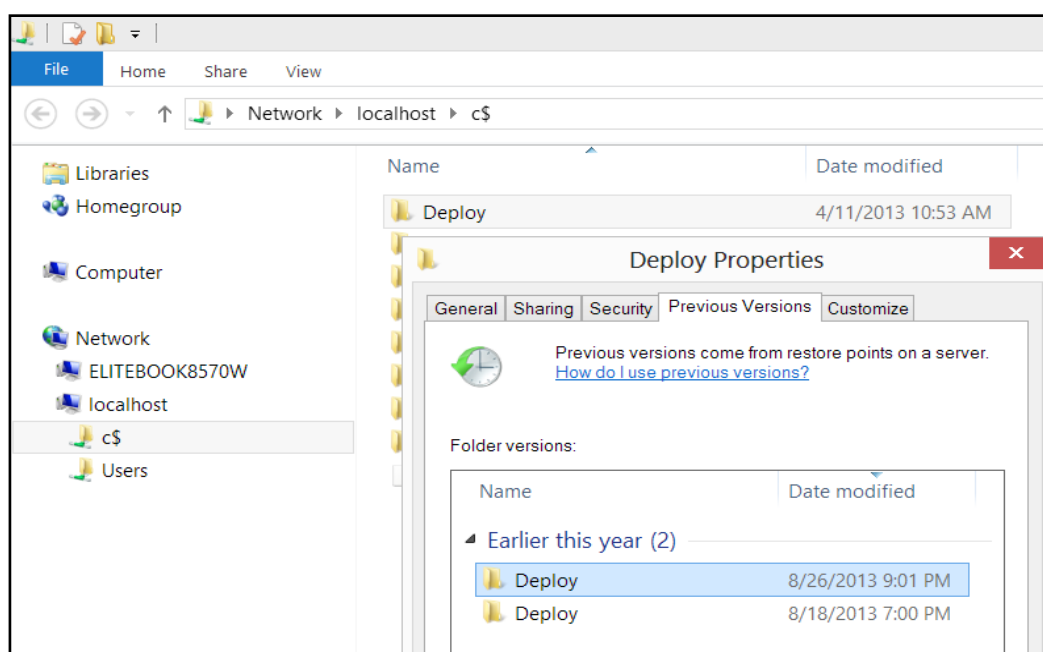 File Home Share View
Network localhost c$
Libraries
Homegroup
Computer
Network
ELITEBOOK8570W
localhost
c$
Users
Name Date modified
Deploy 4/11/2013 10:53 AM
Deploy Properties
General Sharing Security Previous Versions Customize
Previous versions come from restore points on a server.
How do I use previous versions?
Folder versions:
Name Date modified
Earlier this year (2)
Deploy 8/26/2013 9:01 PM
Deploy 8/18/2013 7:00 PM